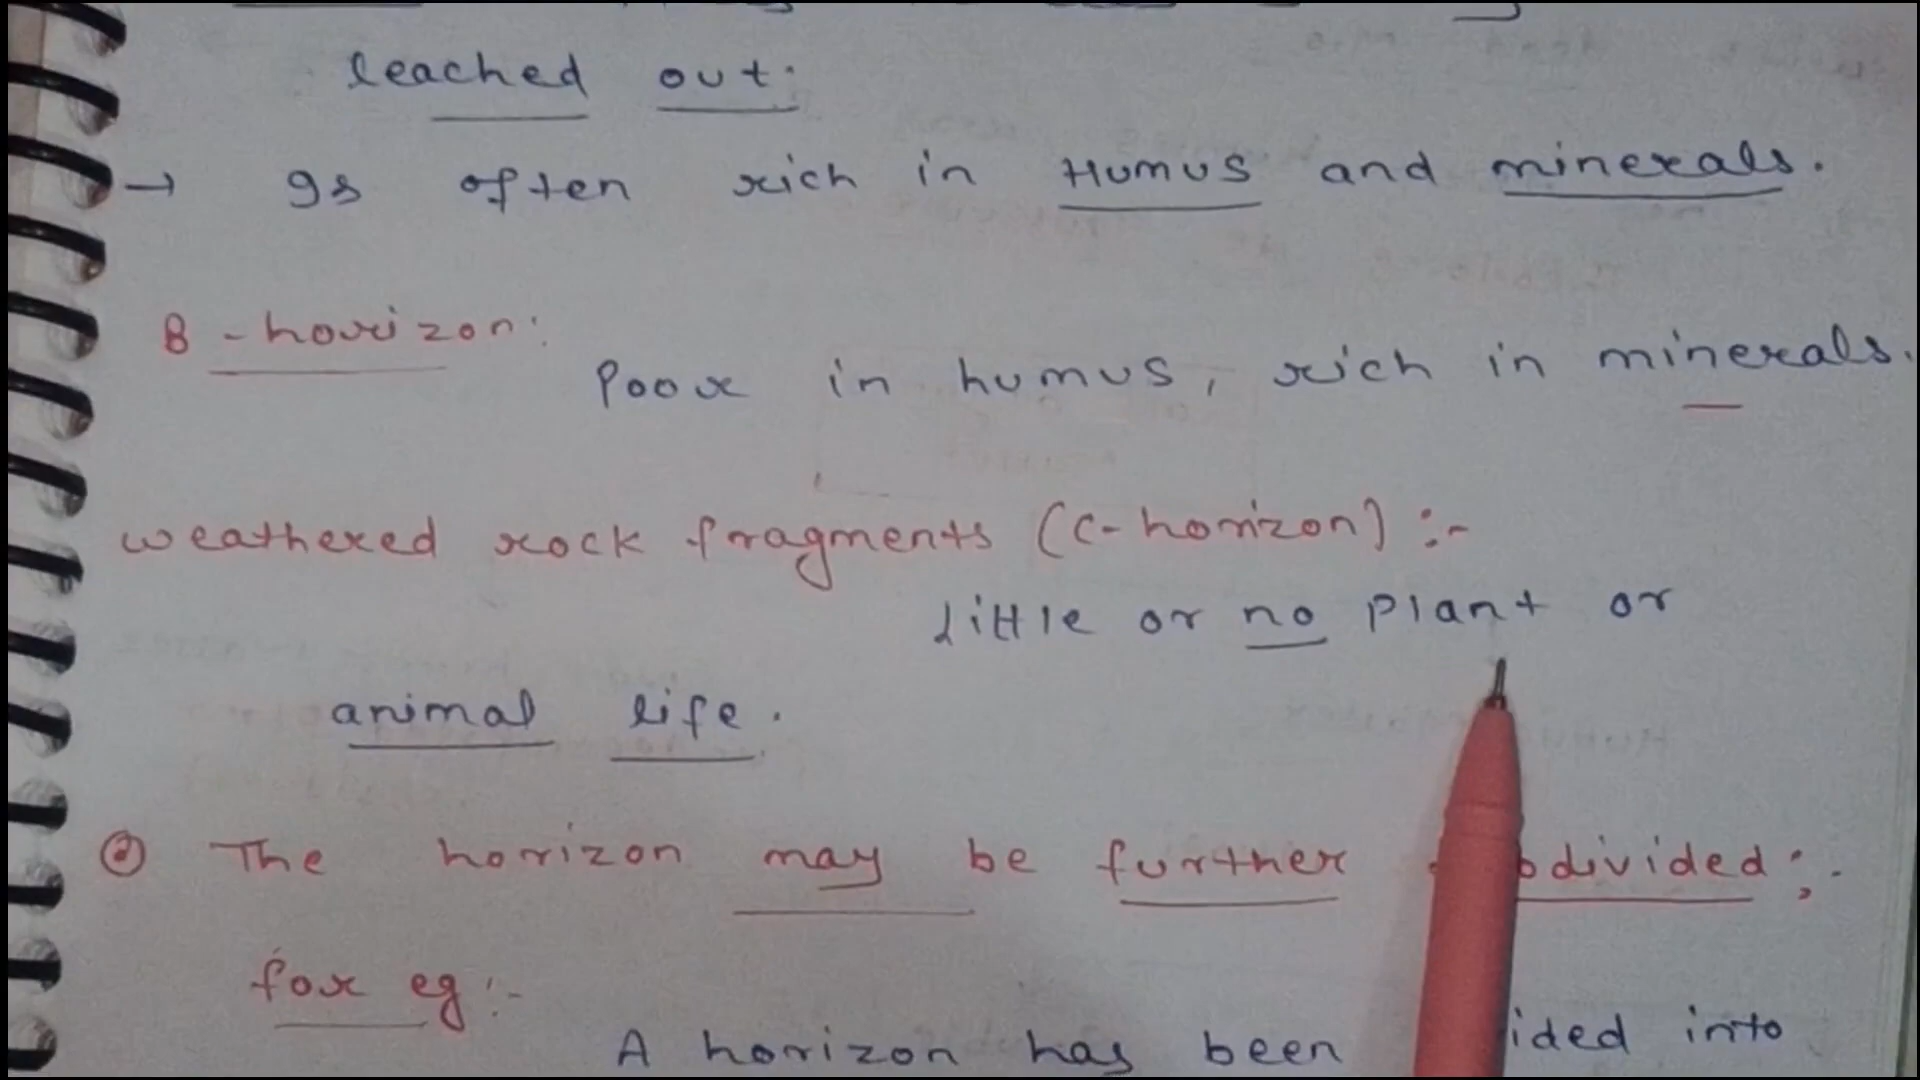 leached out.
→ Is often rich in Humus and minerals.
B - horizon:
Poor in humus, rich in minerals.
weathered rock fragments (C-horizon) :-
little or no plant or
animal life.
The horizon may be further bdivided :-
for eg :-
A horizon has been ided into